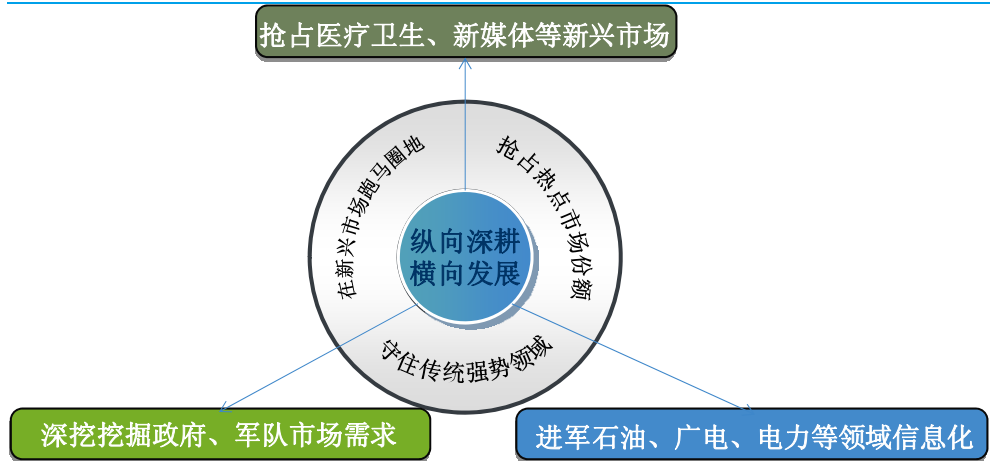 抢占医疗卫生、新媒体等新兴市场
在新兴市场跑马圈地
抢占热点市场份额
纵向深耕
横向发展
守住传统强势领域
深挖挖掘政府、军队市场需求
进军石油、广电、电力等领域信息化